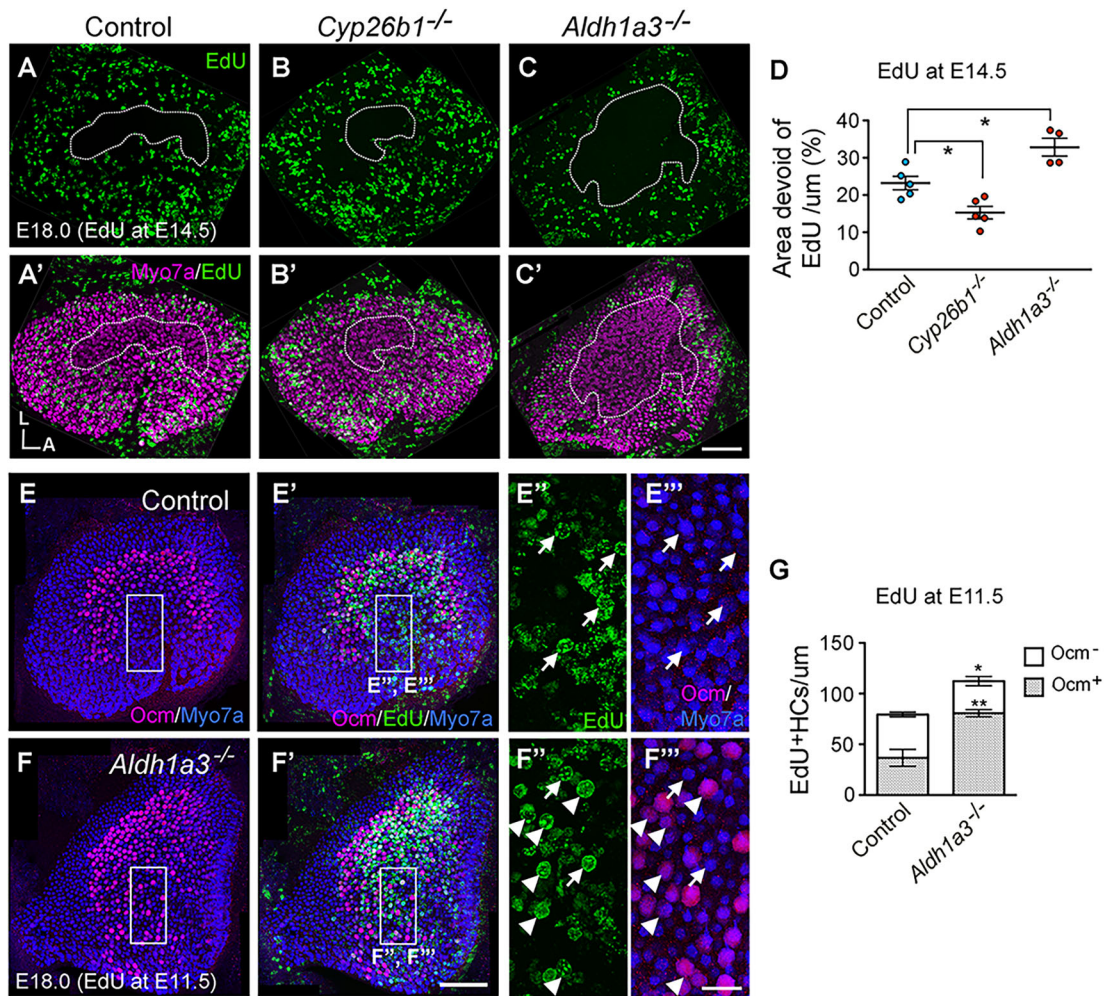 Control
Cyp26b1-/-
Aldh1a3-/-
A
EdU
E18.0 (EdU at E14.5)
B
C
A’
Myo7a/EdU
L
A
B’
C’
D
EdU at E14.5
Area devoid of
EdU /um (%)
40
30
20
10
0
*
*
Control
Cyp26b1-/-
Aldh1a3-/-
E
Control
Ocm/Myo7a
E’
E”, E’”
Ocm/EdU/Myo7a
E”
EdU
E’”
Ocm/
Myo7a
F
Aldh1a3-/-
E18.0 (EdU at E11.5)
F’
F”, F’”
F”
F’”
G
EdU at E11.5
EdU+HCs/um
150
100
50
0
*
**
Ocm-
Ocm+
Control
Aldh1a3-/-